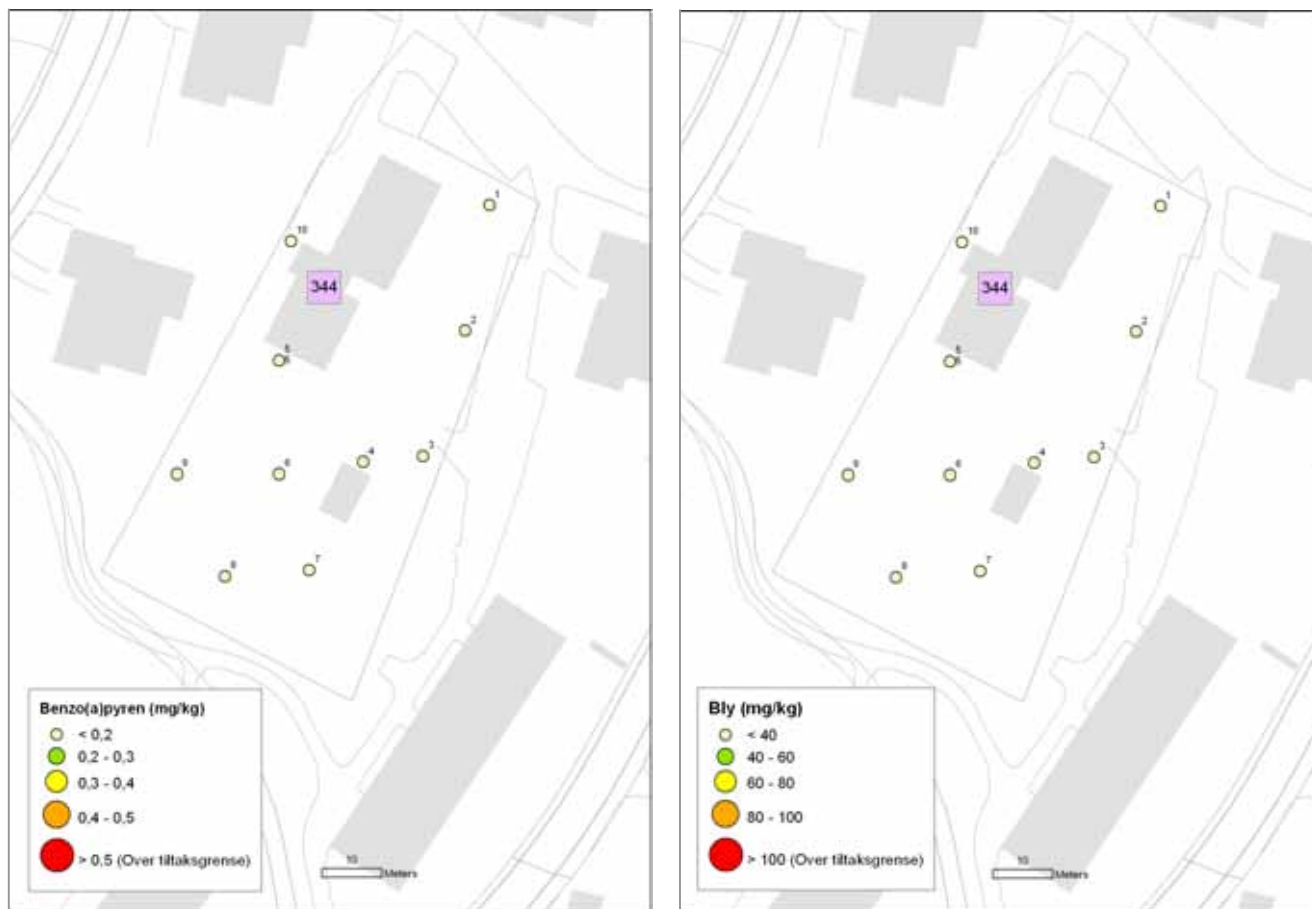 1
10
344
2
5
6
3
4
9
6
7
8
Benzo(a)pyren (mg/kg)
< 0,2
0,2 - 0,3
0,3 - 0,4
0,4 - 0,5
> 0,5 (Over tiltaksgrense)
10
Meters
1
10
344
2
5
6
3
4
9
6
7
8
Bly (mg/kg)
< 40
40 - 60
60 - 80
80 - 100
> 100 (Over tiltaksgrense)
10
Meters